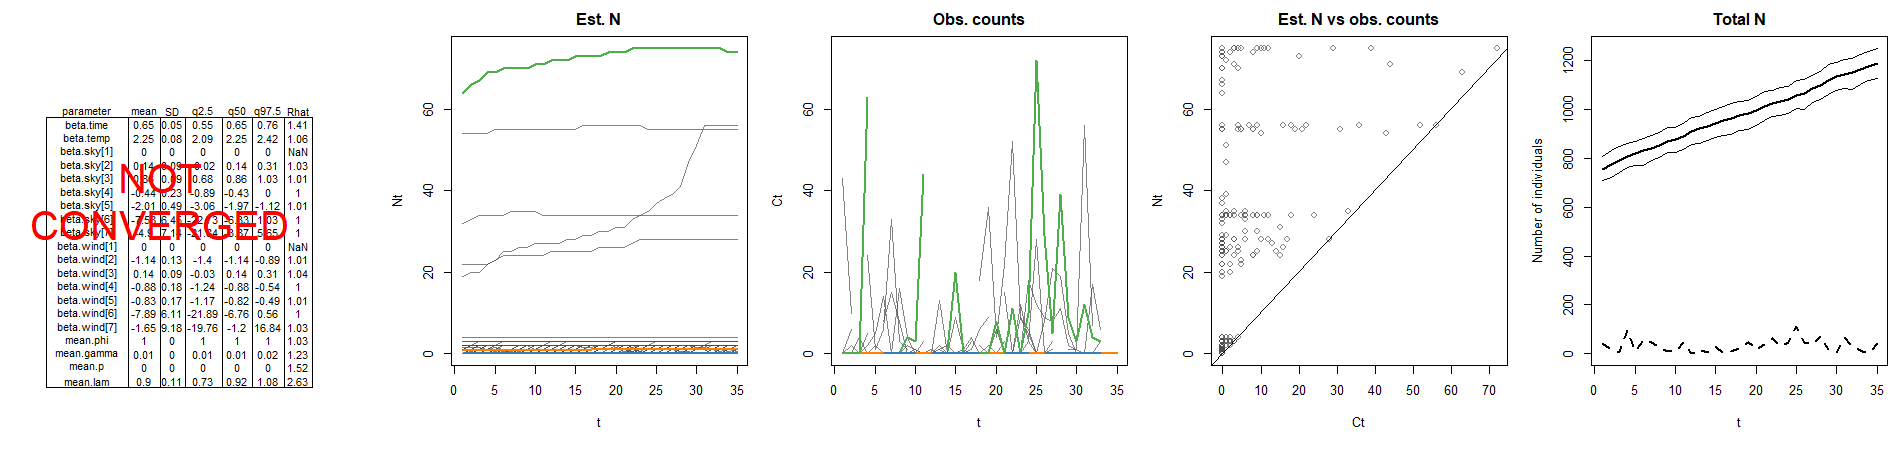 parameter mean SD q2.5 q50 q97.5 Rhat
beta.time 0.65 0.05 0.55 0.65 0.76 1.41
beta.temp 2.25 0.08 2.09 2.25 2.42 1.06
beta.sky[1] 0 0 0 0 0 NaN
beta.sky[2] 0.14 0.09 -0.02 0.14 0.31 1.03
beta.sky[3] 0.68 0.86 1.03 1.01
beta.sky[4] -0.44 0.23 -0.89 -0.43 0 1
beta.sky[5] -2.01 0.49 -3.06 -1.97 -1.12 1.01
1
1
NOT
CONVERGED
beta.wind[1] 0 0 0 0 0 NaN
beta.wind[2] -1.14 0.13 -1.4 -1.14 -0.89 1.01
beta.wind[3] 0.14 0.09 -0.03 0.14 0.31 1.04
beta.wind[4] -0.88 0.18 -1.24 -0.88 -0.54 1
beta.wind[5] -0.83 0.17 -1.17 -0.82 -0.49 1.01
beta.wind[6] -7.89 6.11 -21.89 -6.76 0.56 1
beta.wind[7] -1.65 9.18 -19.76 -1.2 16.84 1.03
mean.phi 1 0 1 1 1 1.03
mean.gamma 0.01 0 0.01 0.01 0.02 1.23
mean.p 0 0 0 0 0 1.52
mean.lam 0.9 0.11 0.73 0.92 1.08 2.63
Est. N
Nt
0 20 40 60
0 5 10 15 20 25 30 35
t
Obs. counts
Ct
0 20 40 60
0 5 10 15 20 25 30 35
t
Est. N vs obs. counts
Nt
0 20 40 60
0 10 20 30 40 50 60 70
Ct
Total N
Number of individuals
0 200 400 600 800 1000 1200
0 5 10 15 20 25 30 35
t